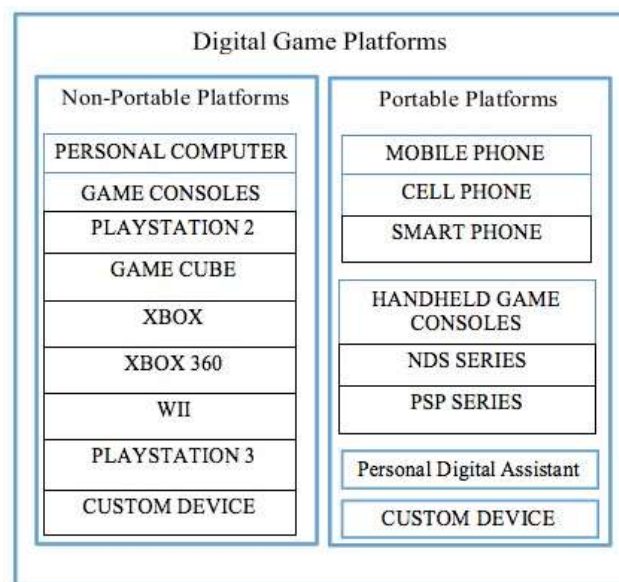 Digital Game Platforms
Non-Portable Platforms
PERSONAL COMPUTER
GAME CONSOLES
PLAYSTATION 2
GAME CUBE
XBOX
XBOX 360
WII
PLAYSTATION 3
CUSTOM DEVICE
Portable Platforms
MOBILE PHONE
CELL PHONE
SMART PHONE
HANDHELD GAME
CONSOLES
NDS SERIES
PSP SERIES
Personal Digital Assistant
CUSTOM DEVICE